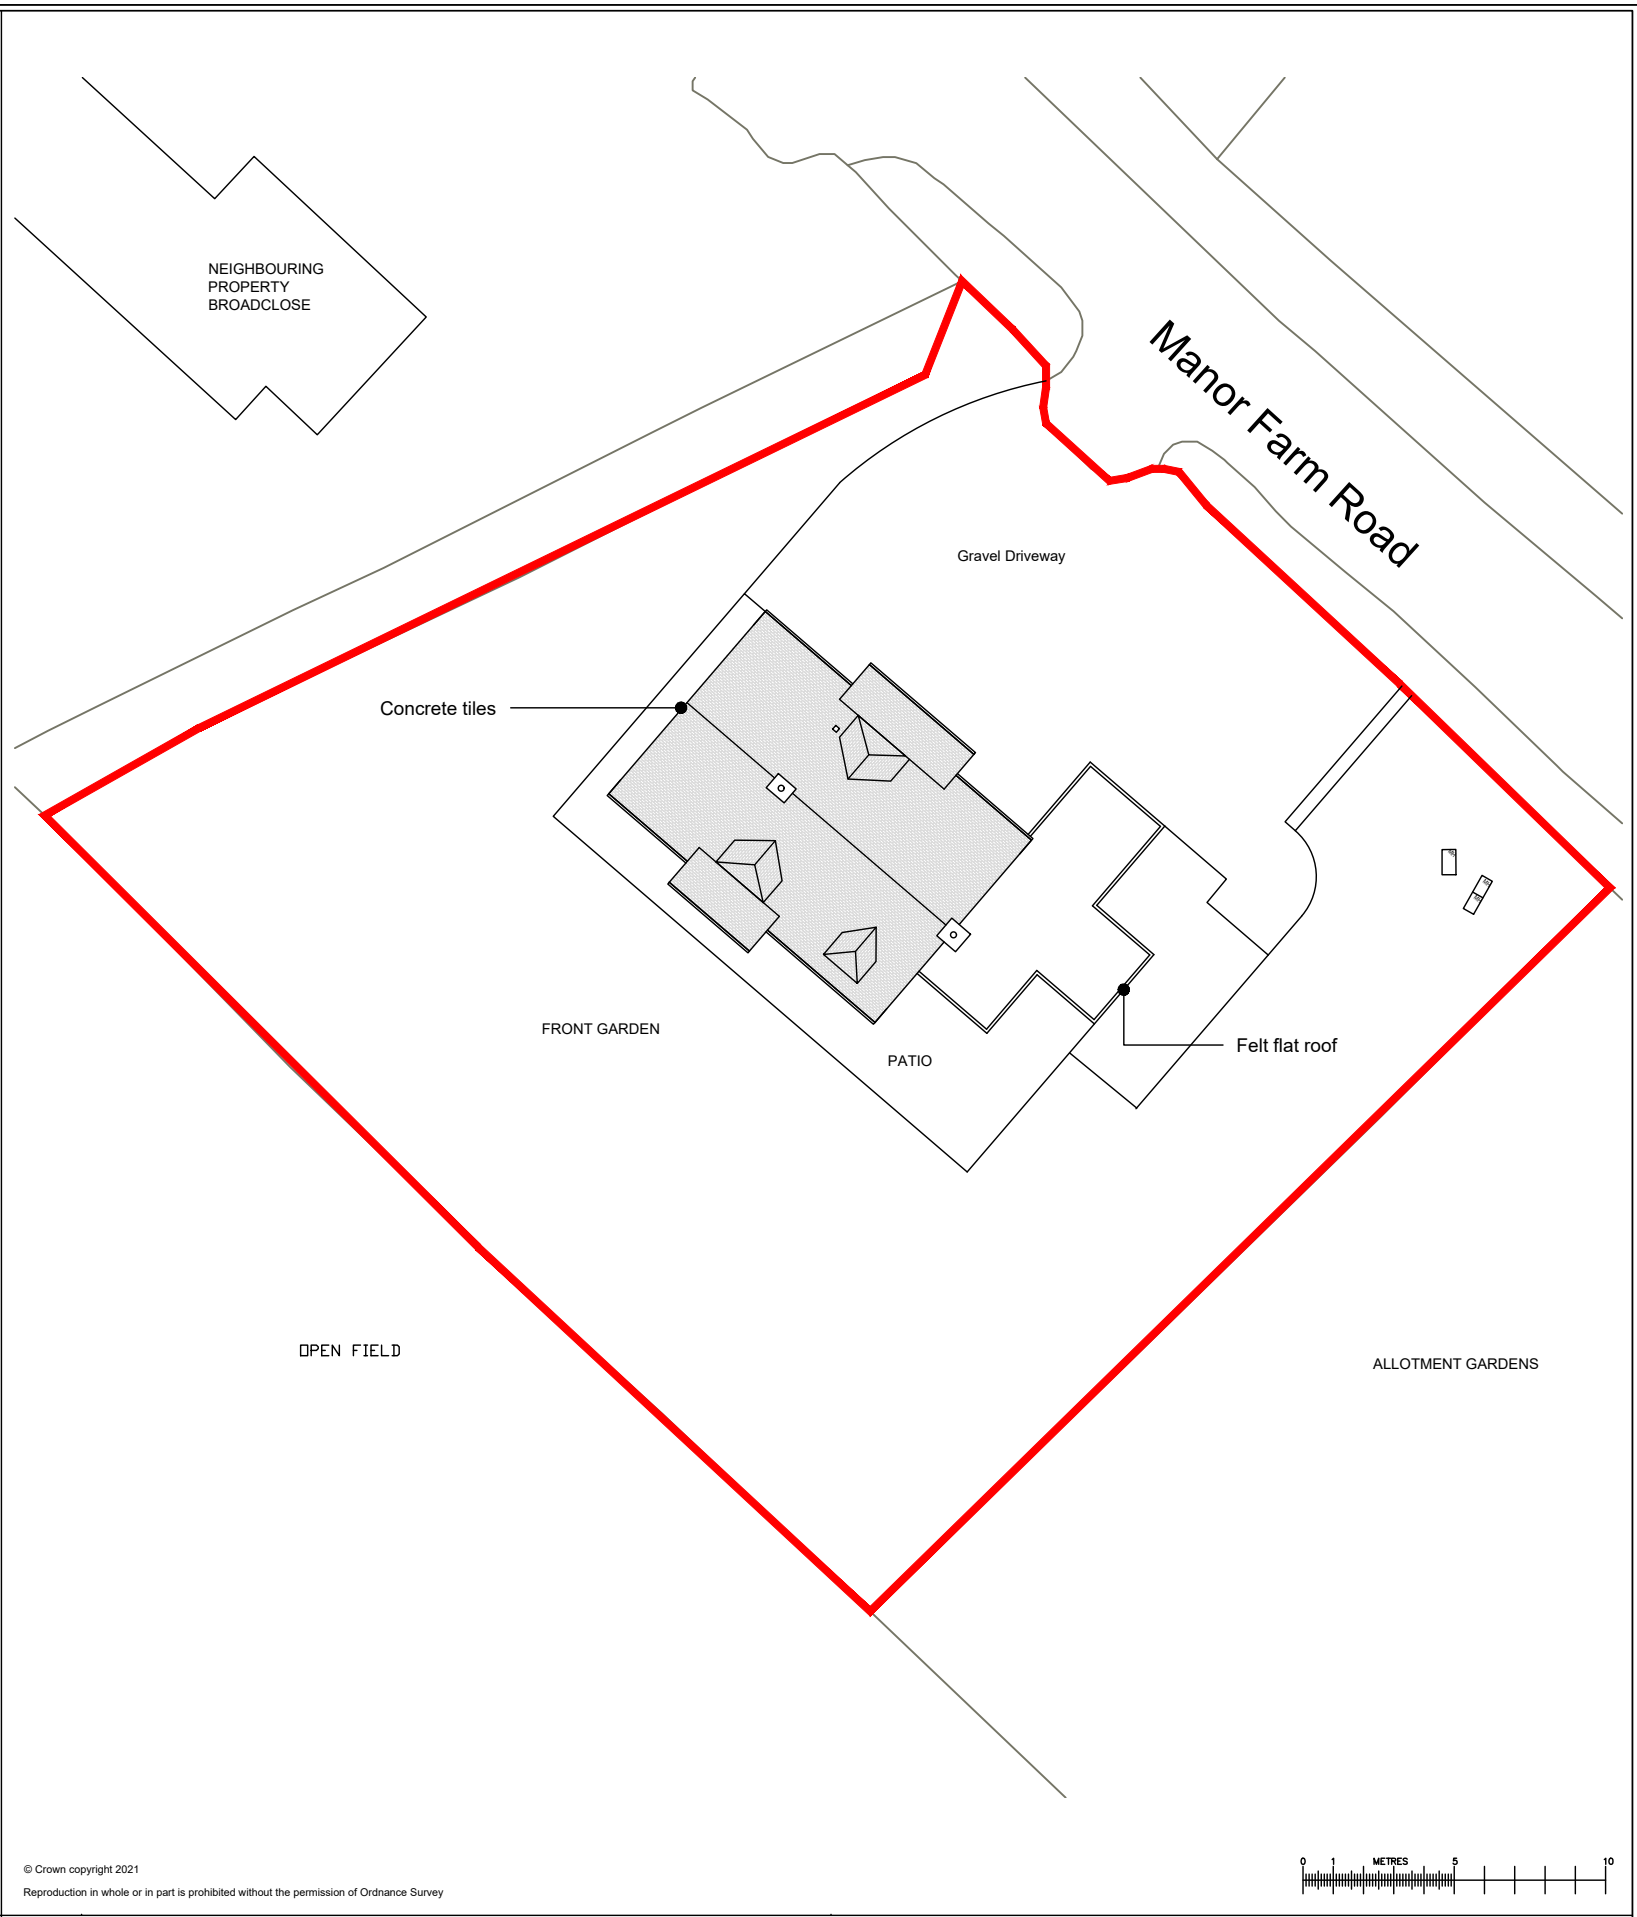 NEIGHBOURING
PROPERTY
BROADCLOSE
Manor Farm Road
Gravel Driveway
Concrete tiles
FRONT GARDEN
PATIO
Felt flat roof
OPEN FIELD
ALLOTMENT GARDENS
© Crown copyright 2021
Reproduction in whole or in part is prohibited without the permission of Ordnance Survey
0 1 METRES 5 10